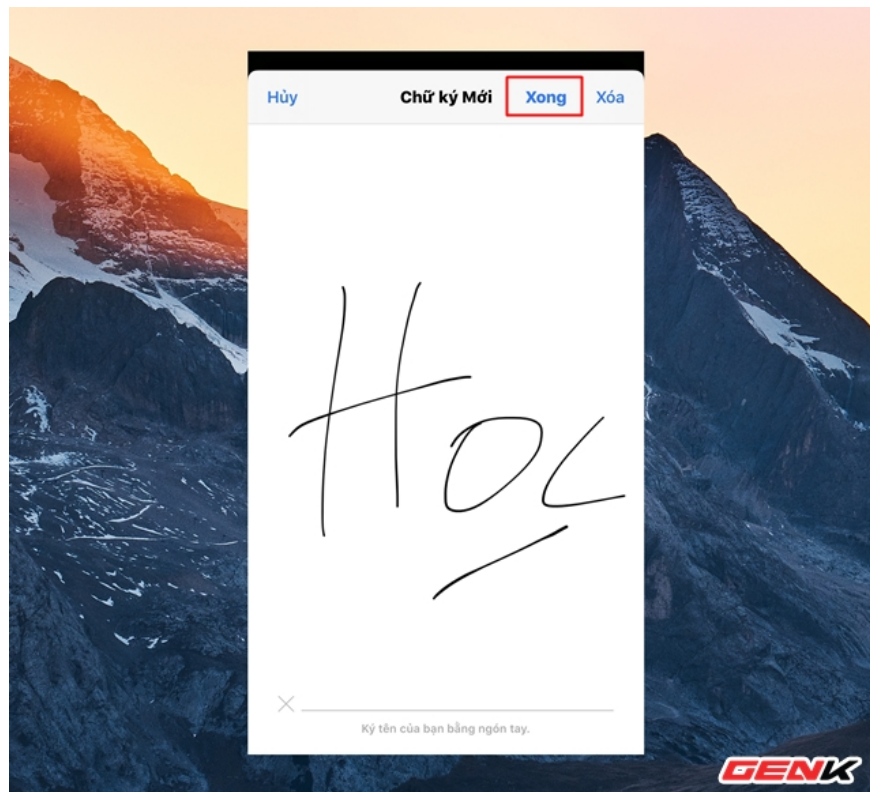 Hủy Chữ ký Mới Xong Xóa
Hoc
Ký tên của bạn bằng ngón tay.
GENK